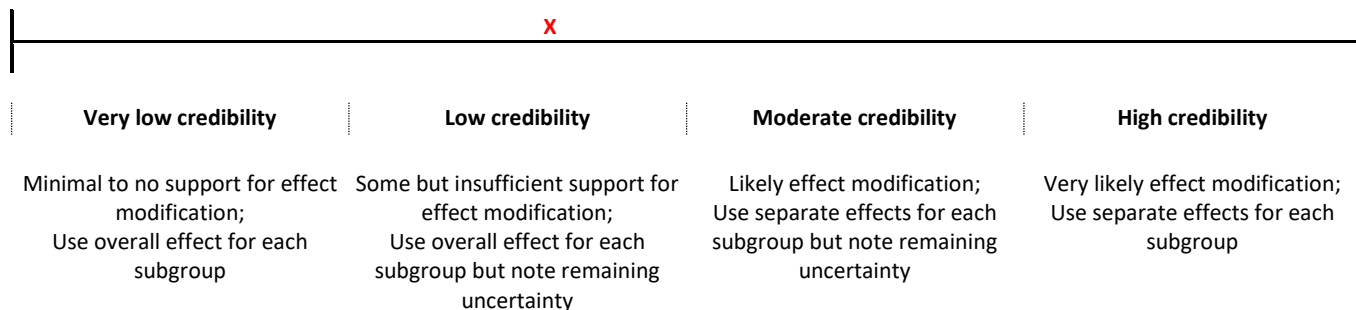 X
Very low credibility
Low credibility
Moderate credibility
High credibility
Minimal to no support for effect
modification;
Use overall effect for each
subgroup
Some but insufficient support for
effect modification;
Use overall effect for each
subgroup but note remaining
uncertainty
Likely effect modification;
Use separate effects for each
subgroup but note remaining
uncertainty
Very likely effect modification;
Use separate effects for each
subgroup